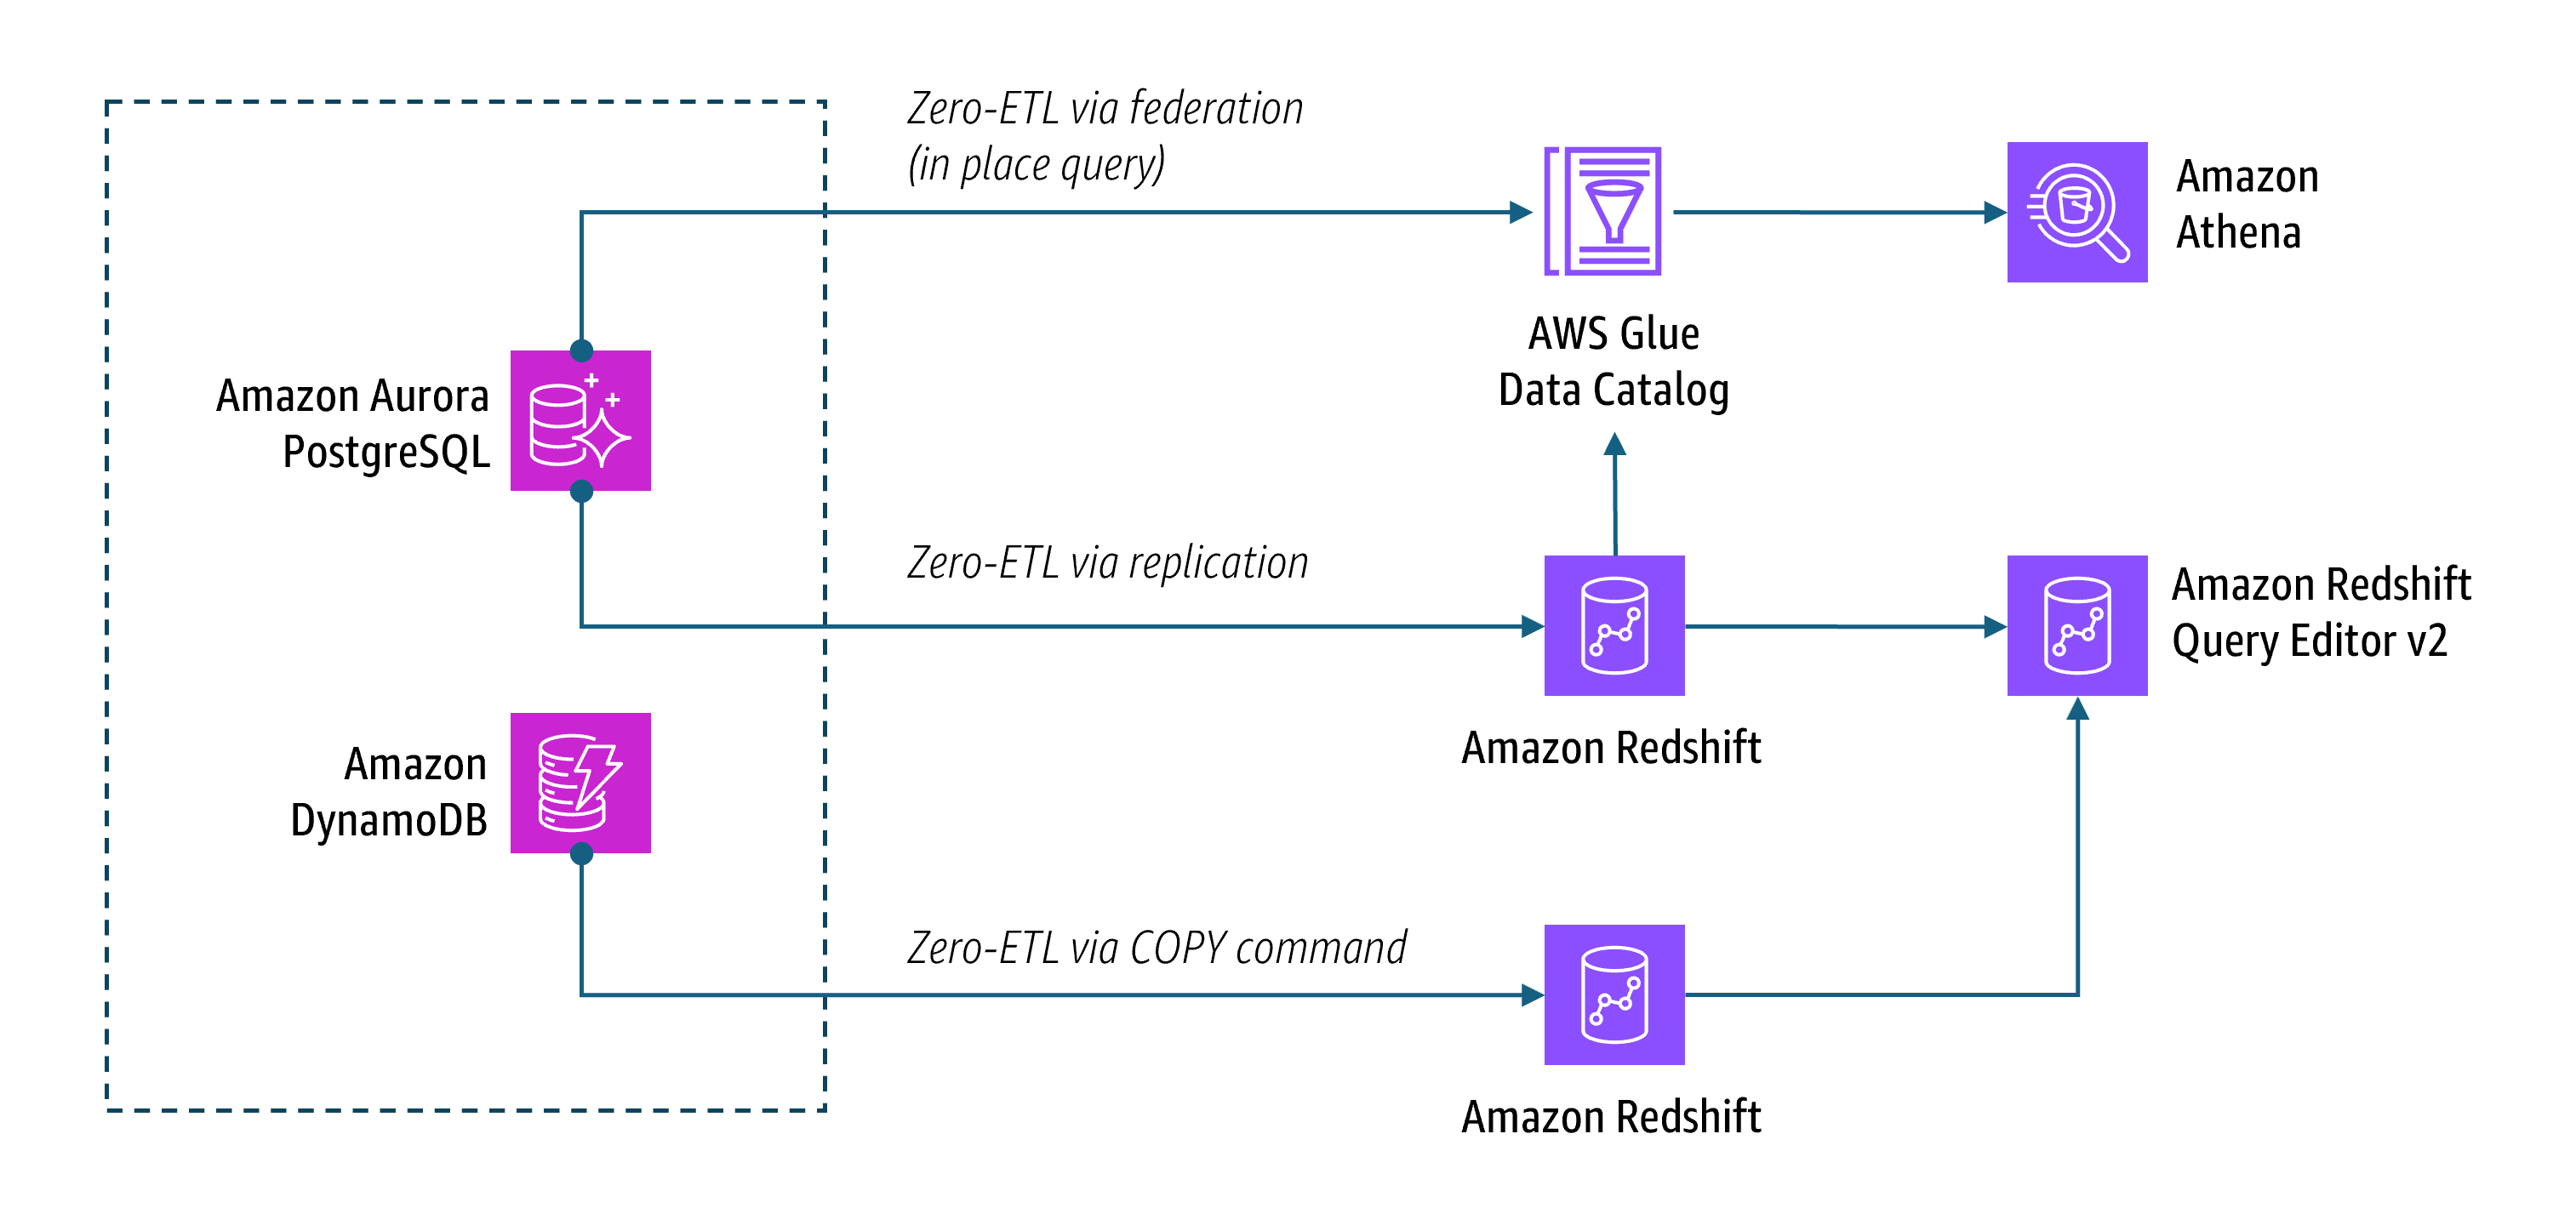 Zero-ETL via federation
(in place query)
Amazon
Athena
AWS Glue
Data Catalog
Amazon Aurora
PostgreSQL
Zero-ETL via replication
Amazon Redshift
Query Editor v2
Amazon Redshift
Amazon
DynamoDB
Zero-ETL via COPY command
Amazon Redshift